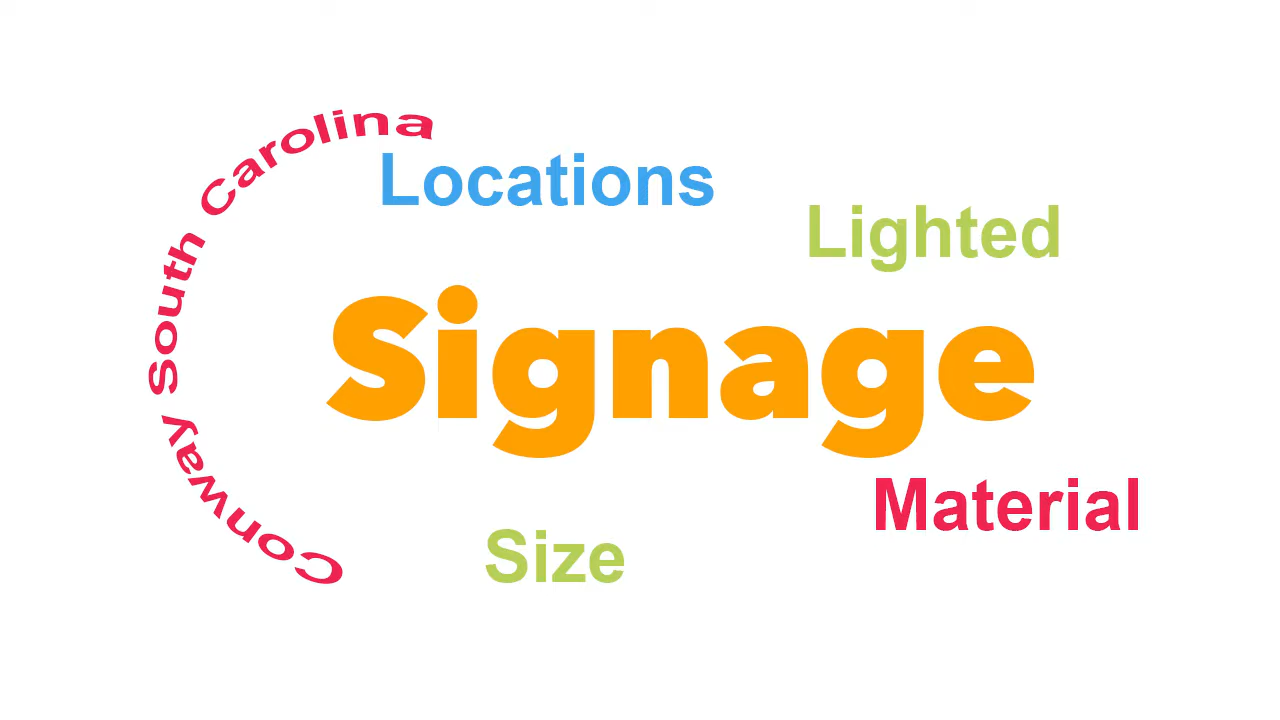 Conway South Carolina
Locations
Lighted
Signage
Material
Size